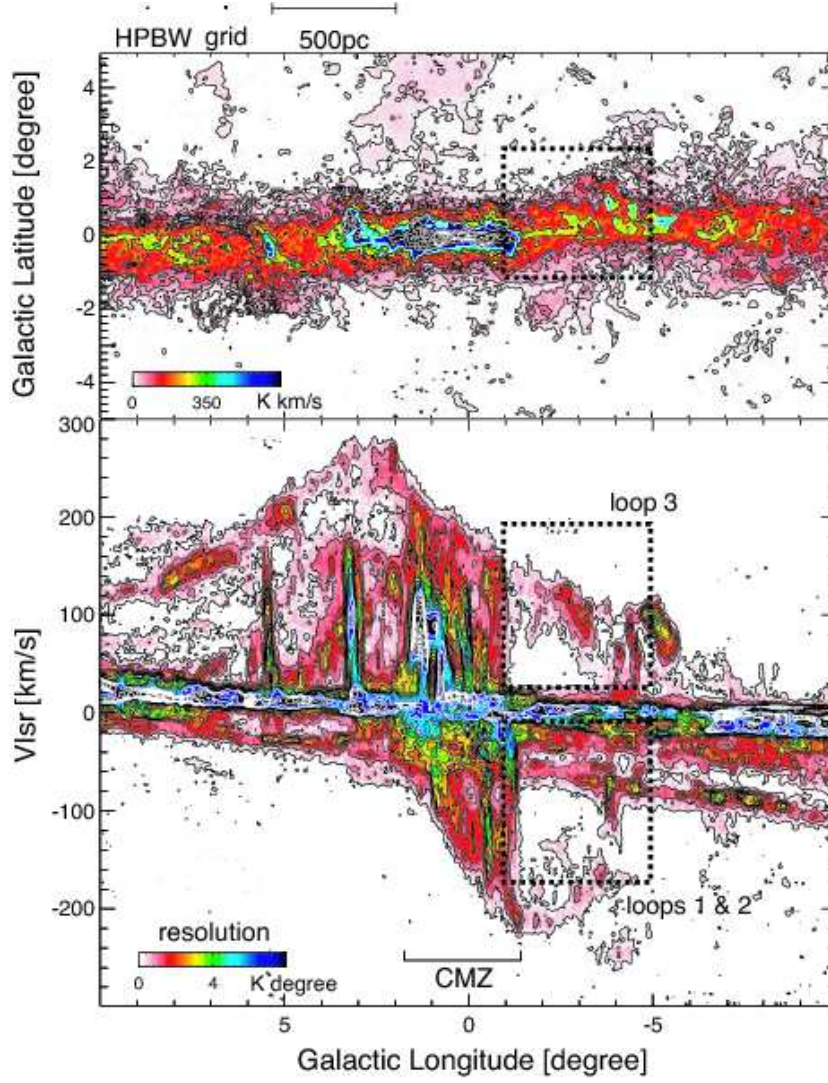 HPBW grid 500pc
Galactic Latitude [degree]
4
2
0
-2
-4
0 350 K km/s
300
200
100
0
-100
-200
Vlsr [km/s]
loop 3
loops 1 & 2
resolution
0 4 K degree
CMZ
5 0 -5
Galactic Longitude [degree]